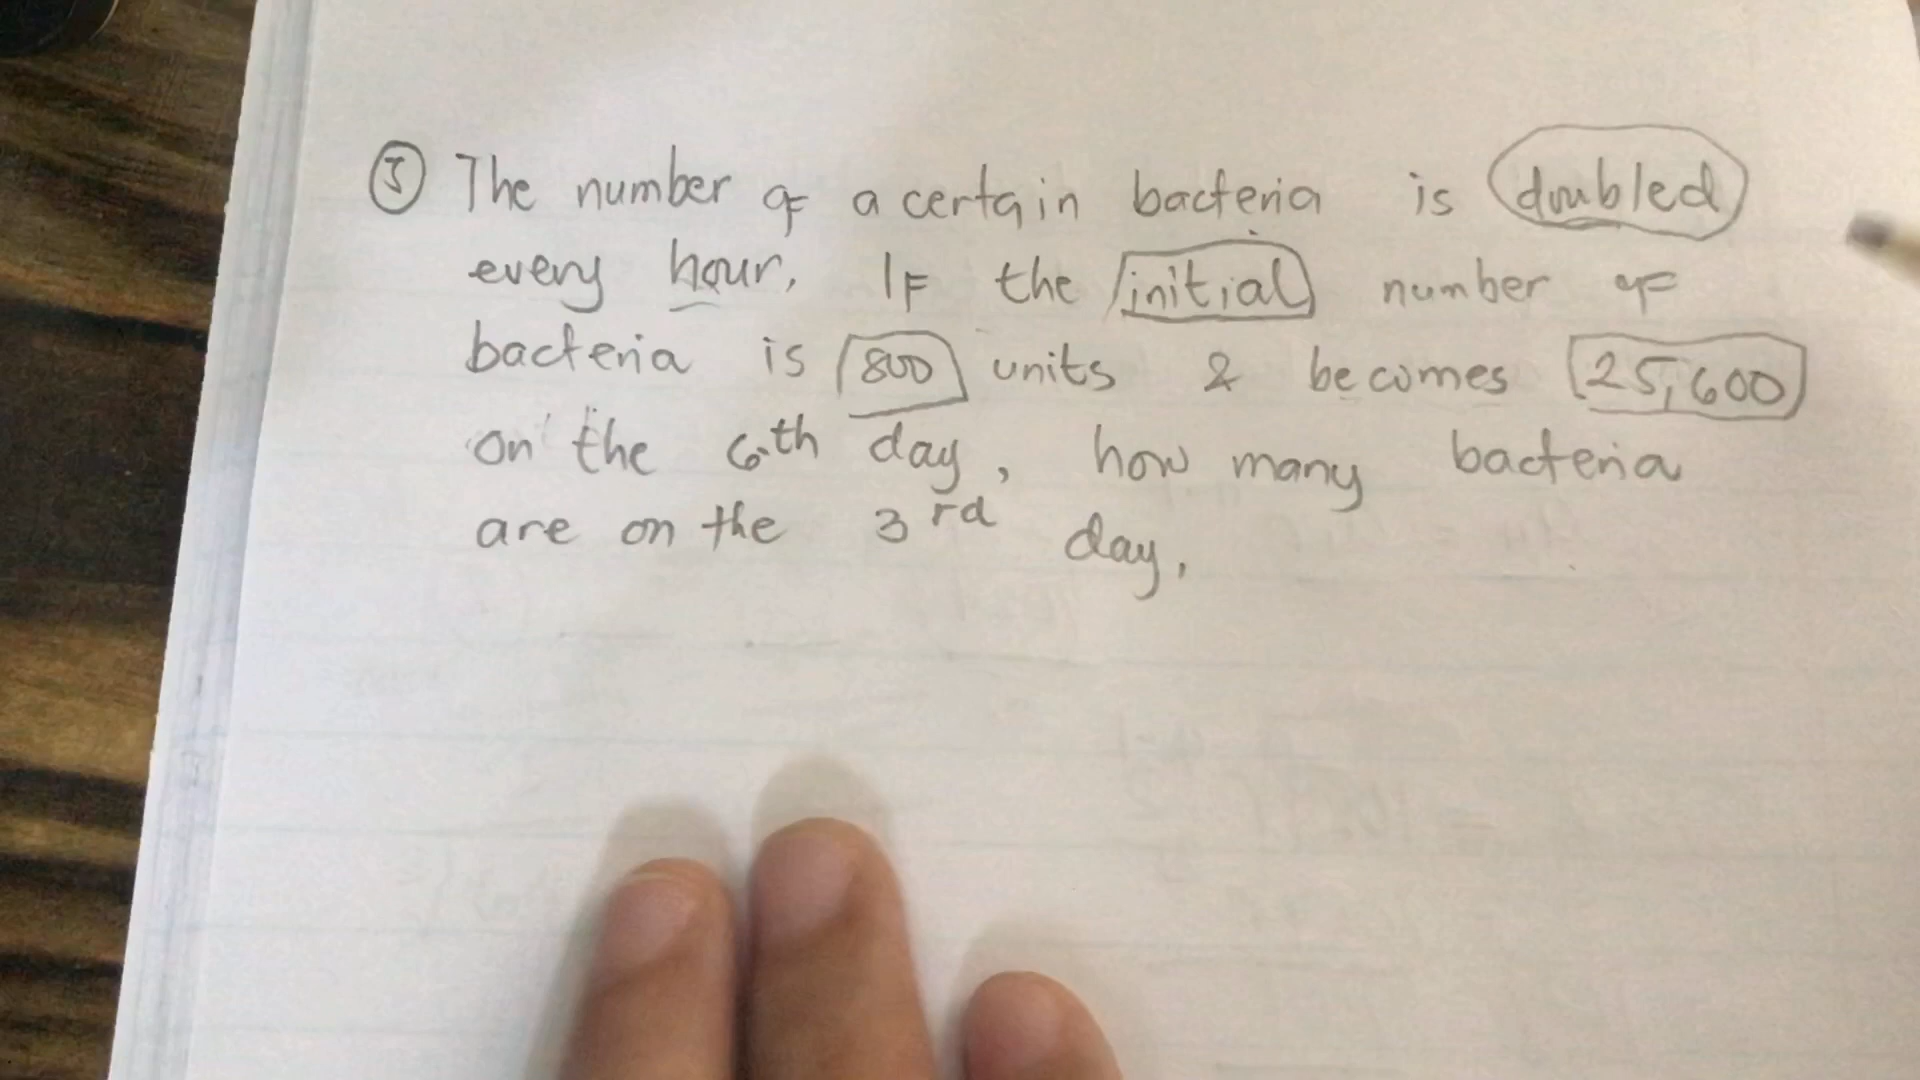 ⑤ The number of a certain bacteria is doubled
every hour. If the initial number of
bacteria is 800 units & becomes 25,600
on the 6th day, how many bacteria
are on the 3rd day.